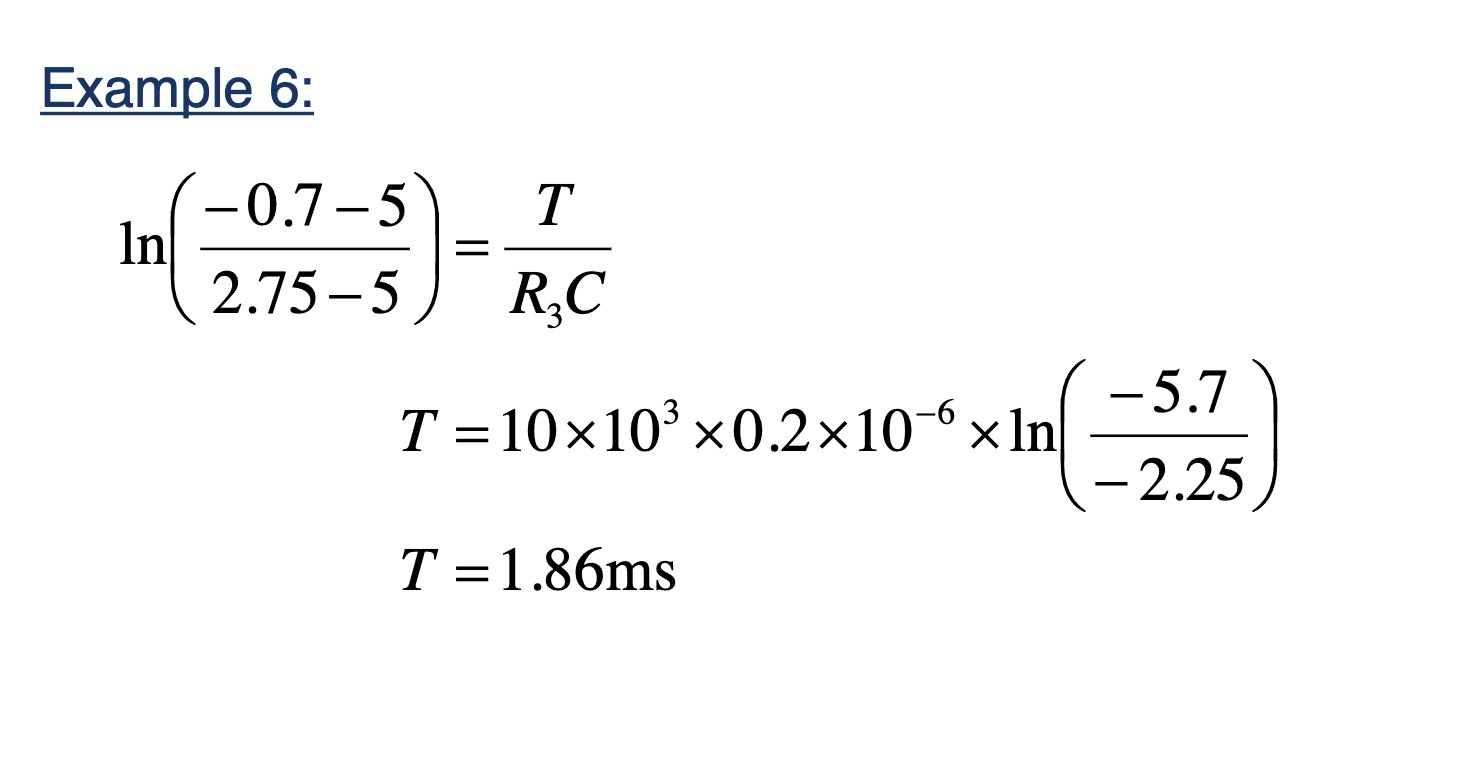 Example 6:
ln((−0.7−5)/(2.75−5)) = T/(R₃C)
T = 10×10³×0.2×10⁻⁶×ln((−5.7)/(−2.25))
T = 1.86ms